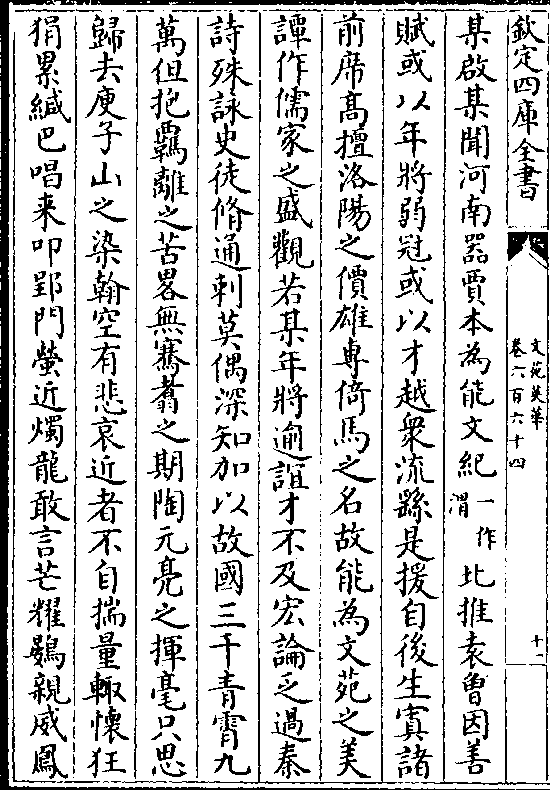 欽定四庫全書
文苑英華
卷六百六十四
十二
某啟某聞河南器賈本為能文紀一作渭北推袁魯因善
賦或以年將弱冠或以才越衆流繇是援自後生寘諸
前席高擅洛陽之價雄專倚馬之名故能為文苑之美
譚作儒家之盛觀若某年將逾誼才不及宏論乏過秦
詩殊詠史徒脩通刺莫偶深知加以故國三千青霄九
萬但抱羈離之苦畧無騫翥之期陶元亮之揮毫只思
歸去庾子山之染翰空有悲哀近者不自揣量輙懷狂
狷累緘巴唱来叩郢門螢近燭龍敢言芒耀鷃親威鳳